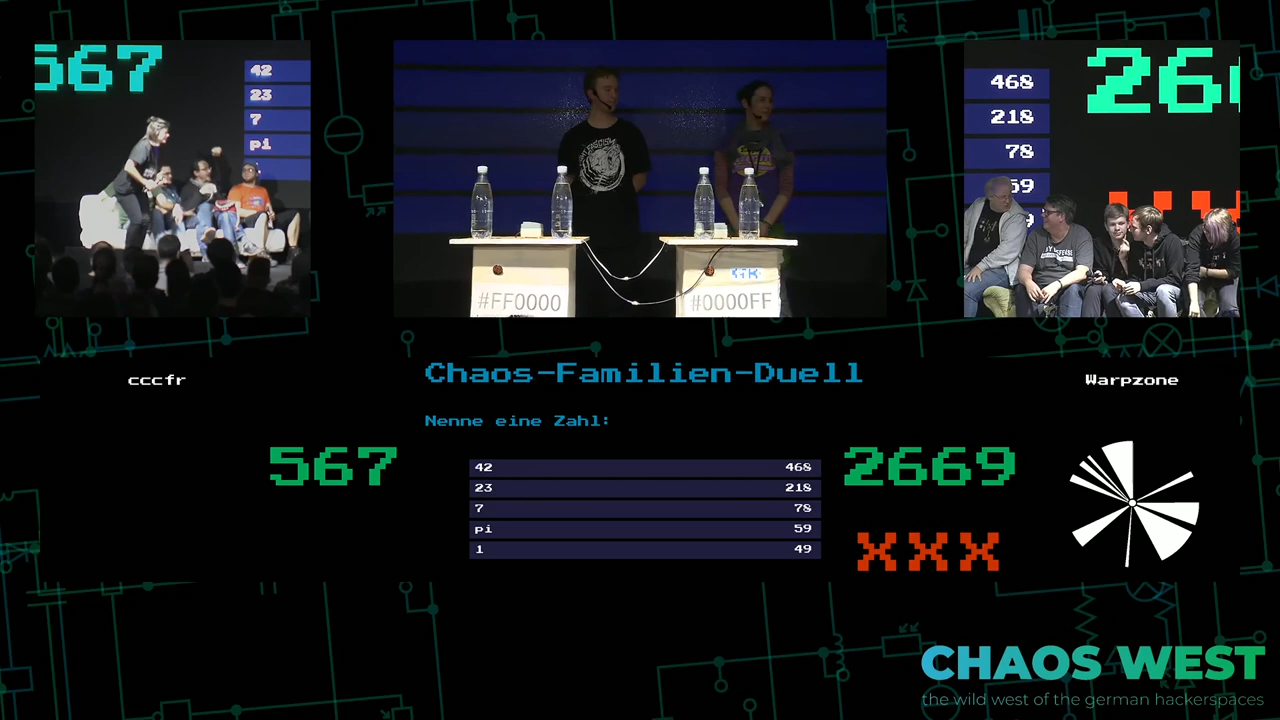 567
42
23
7
pi
#FF0000
#0000FF
468
218
78
59
XX
Chaos-Familien-Duell
cccfr
Warpzone
Nenne eine Zahl:
567
2669
42 468
23 218
7 78
pi 59
1 49
XXX
CHAOS WEST
the wild west of the german hackerspaces